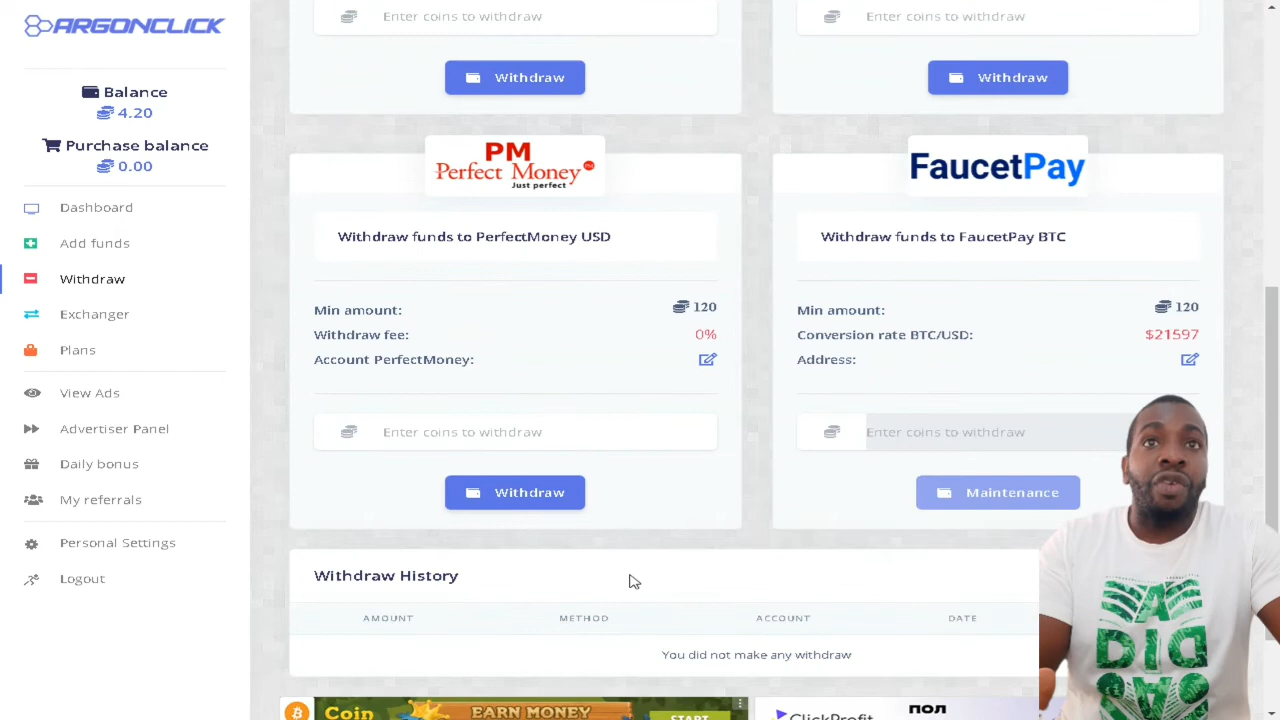 ARGONCLICK
Balance
4.20
Purchase balance
0.00
Dashboard
Add funds
Withdraw
Exchanger
Plans
View Ads
Advertiser Panel
Daily bonus
My referrals
Personal Settings
Logout
Enter coins to withdraw
Withdraw
Enter coins to withdraw
Withdraw
PM
Perfect Money PM
Just perfect
Withdraw funds to PerfectMoney USD
Min amount: 120
Withdraw fee: 0%
Account PerfectMoney:
Enter coins to withdraw
Withdraw
FaucetPay
Withdraw funds to FaucetPay BTC
Min amount: 120
Conversion rate BTC/USD: $21597
Address:
Enter coins to withdraw
Maintenance
Withdraw History
AMOUNT METHOD ACCOUNT DATE
You did not make any withdraw
Coin
EARN MONEY
START
ClickProfit
ПОЛ